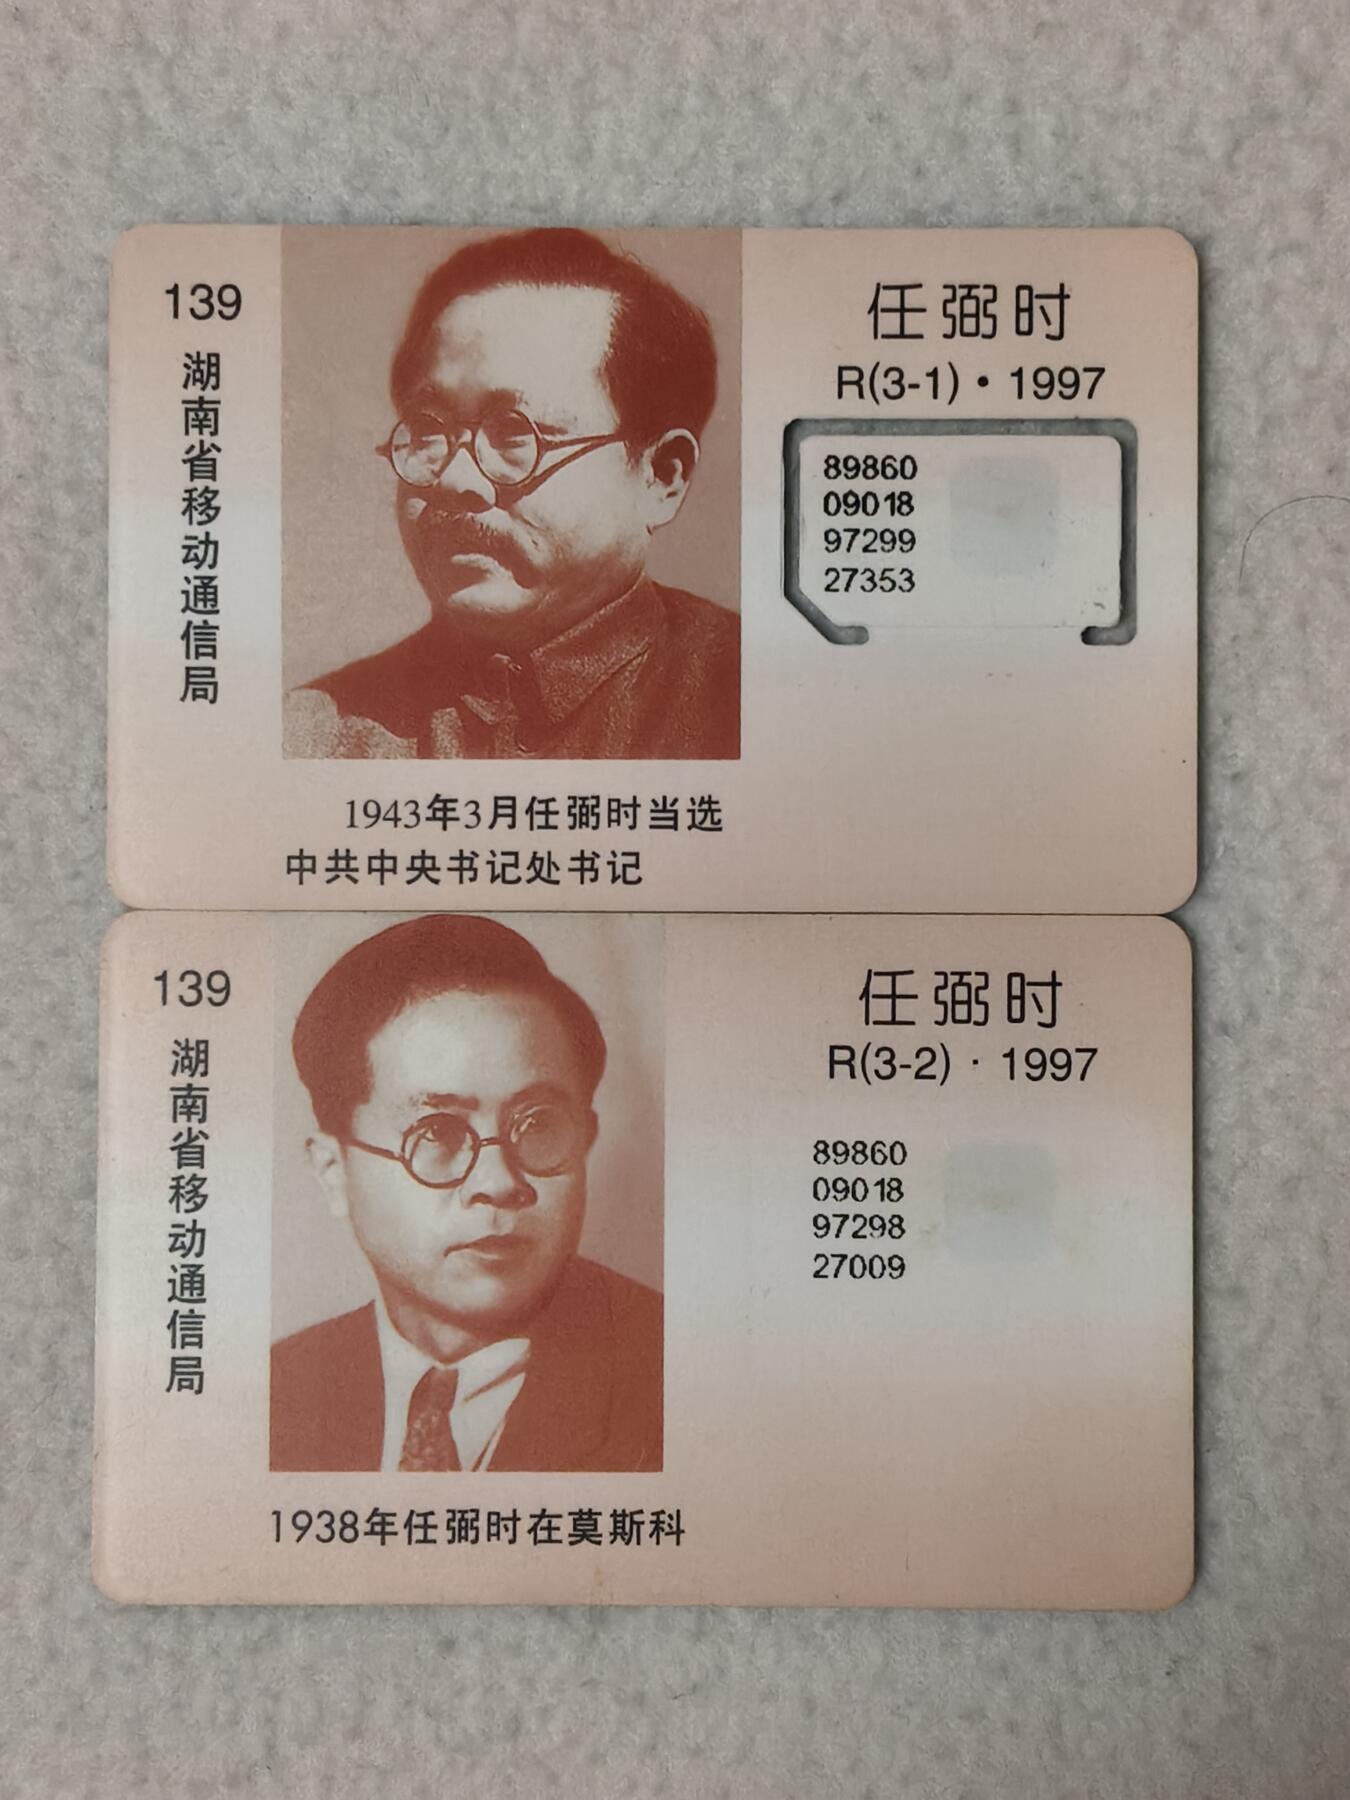 139
湖南省移动通信局
任弼时
R(3-1)·1997
89860
09018
97299
27353
1943年3月任弼时当选
中共中央书记处书记
139
湖南省移动通信局
任弼时
R(3-2)·1997
89860
09018
97298
27009
1938年任弼时在莫斯科